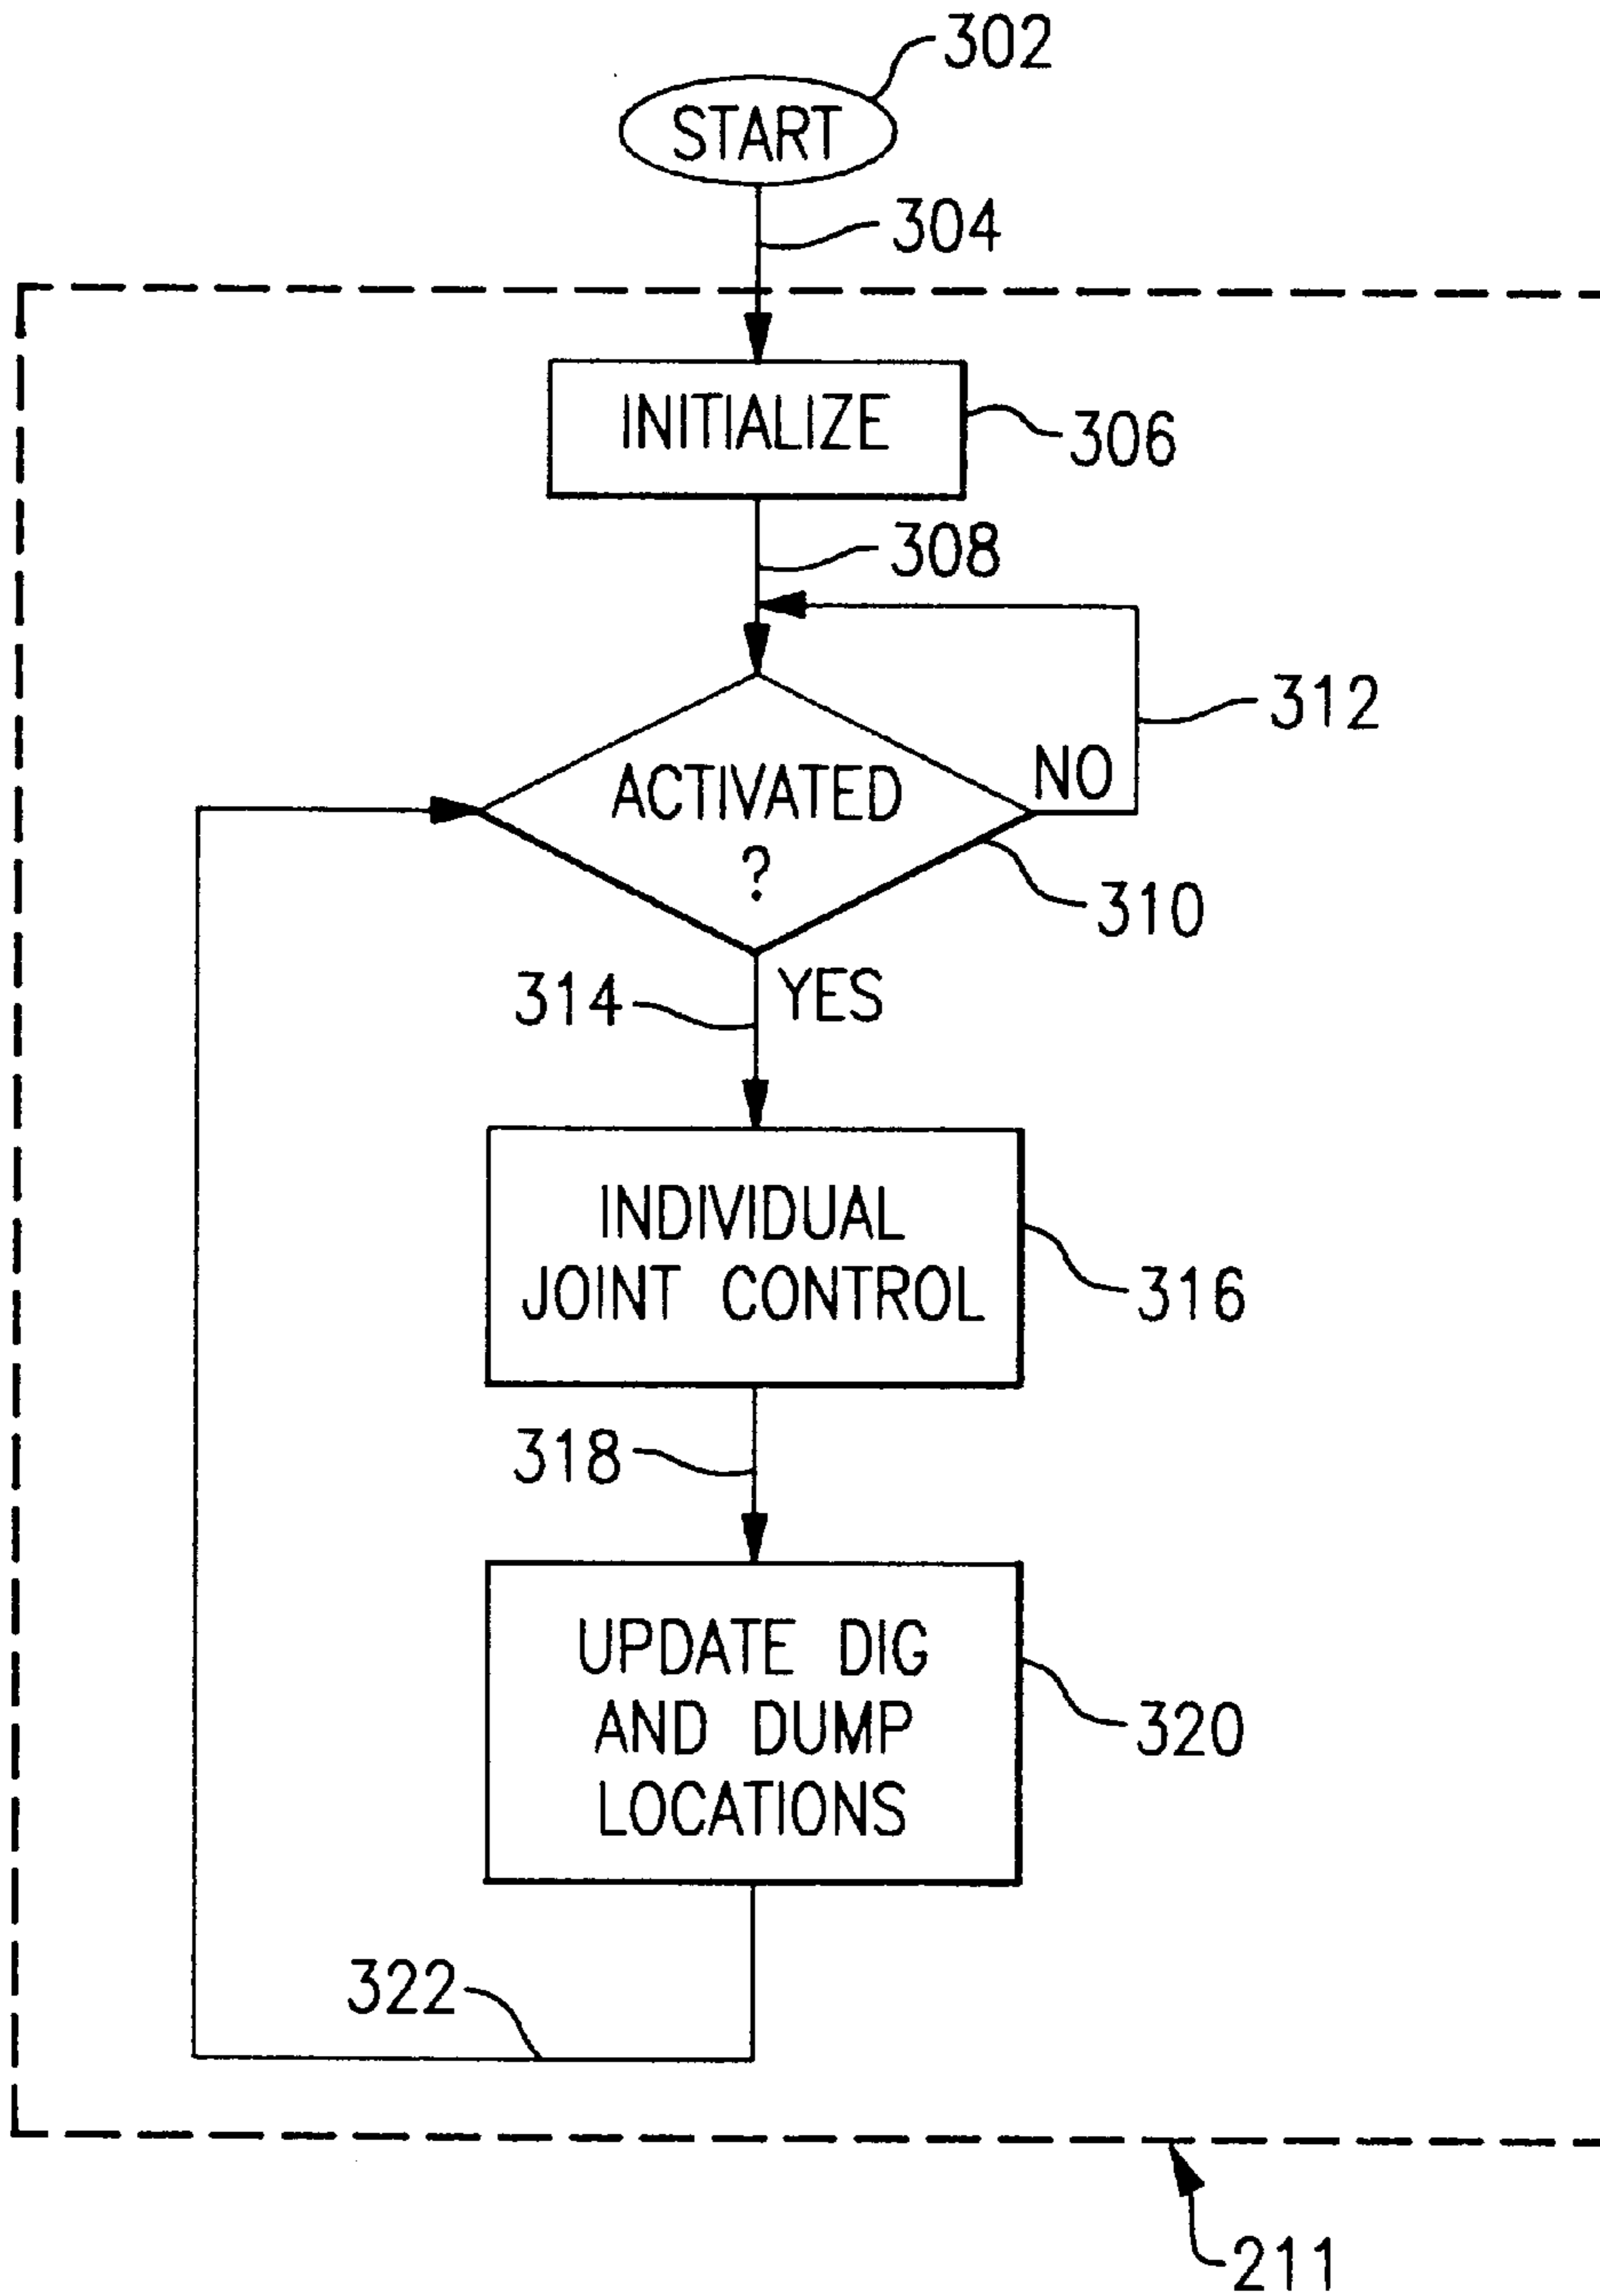 302
START
304
INITIALIZE
306
308
312
NO
ACTIVATED
?
310
314
YES
INDIVIDUAL
JOINT CONTROL
316
318
UPDATE DIG
AND DUMP
LOCATIONS
320
322
211